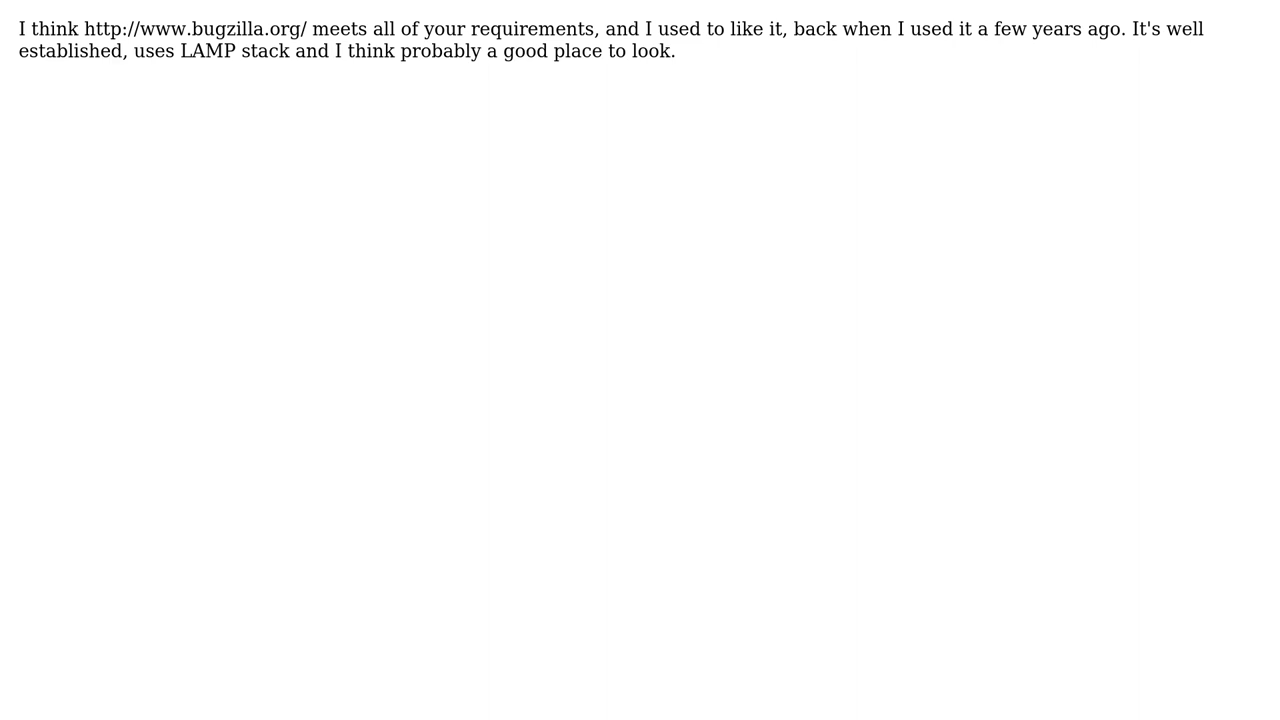 I think http://www.bugzilla.org/ meets all of your requirements, and I used to like it, back when I used it a few years ago. It's well
established, uses LAMP stack and I think probably a good place to look.